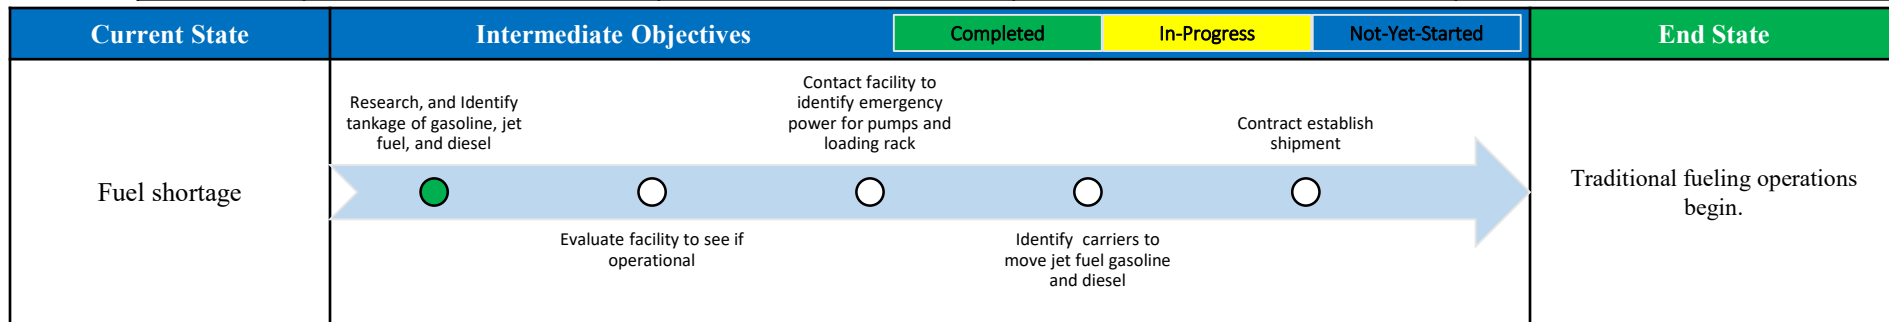 Current State
Intermediate Objectives
Completed
In-Progress
Not-Yet-Started
End State
Fuel shortage
Research, and Identify
tankage of gasoline, jet
fuel, and diesel
Evaluate facility to see if
operational
Contact facility to
identify emergency
power for pumps and
loading rack
Identify carriers to
move jet fuel gasoline
and diesel
Contract establish
shipment
Traditional fueling operations
begin.